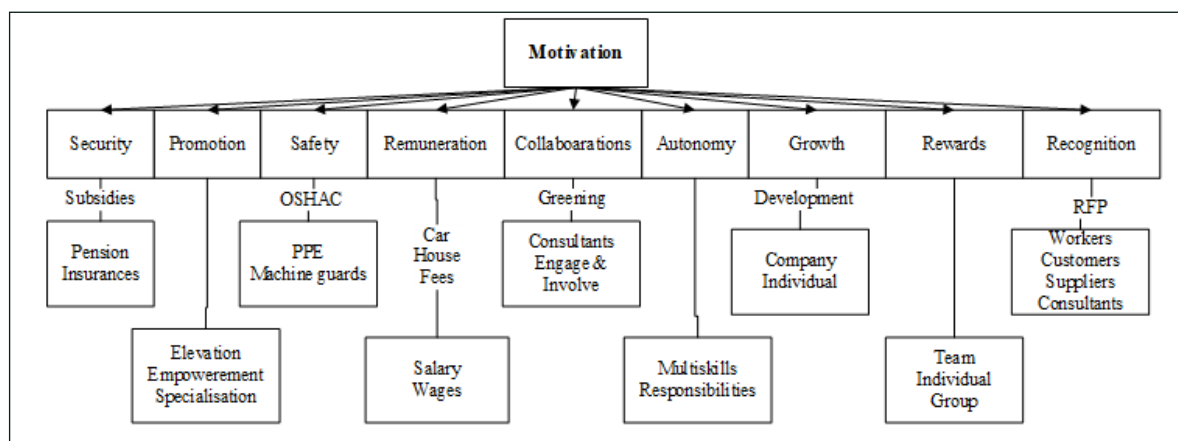 Motivation
Security
Promotion
Safety
Remuneration
Collaboarations
Autonomy
Growth
Rewards
Recognition
Subsidies
OSHAC
Car
House
Fees
Greening
Development
RFP
Pension
Insurances
PPE
Machine guards
Consultants
Engage &
Involve
Company
Individual
Workers
Customers
Suppliers
Consultants
Elevation
Empowerement
Specialisation
Salary
Wages
Multiskills
Responsibilities
Team
Individual
Group